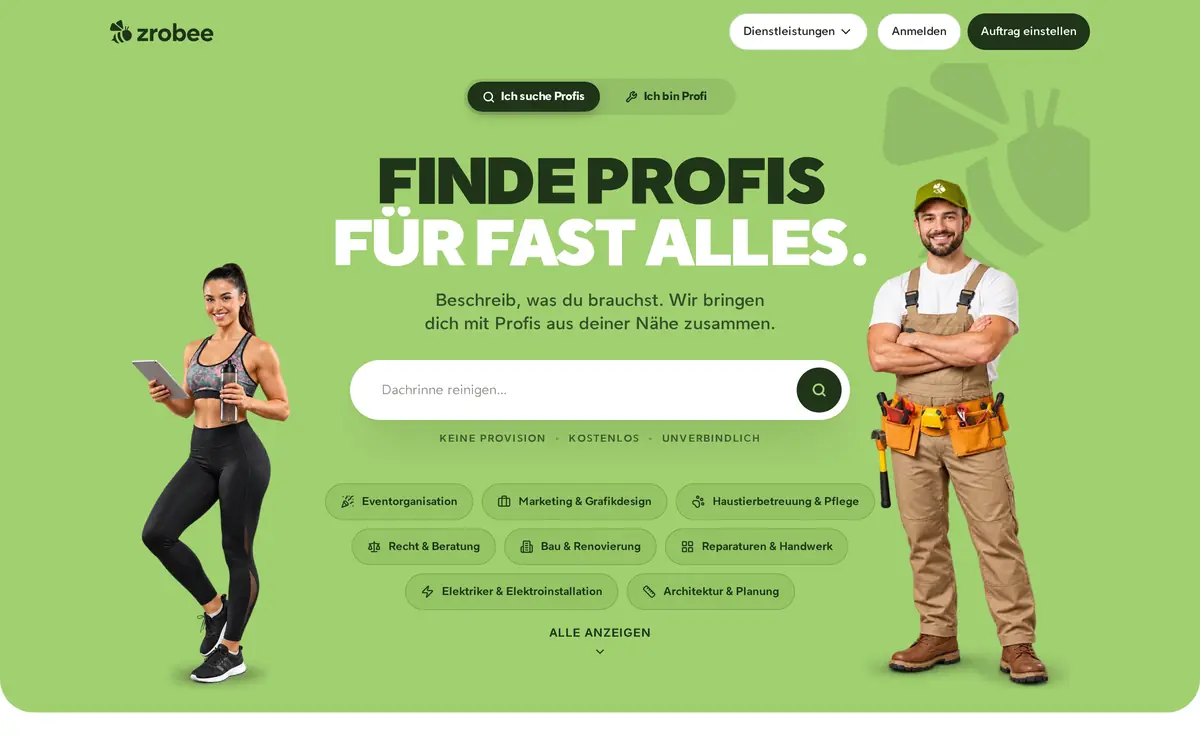 zrobee
Dienstleistungen
Anmelden
Auftrag einstellen
Ich suche Profis
Ich bin Profi
FINDE PROFIS
FÜR FAST ALLES.
Beschreib, was du brauchst. Wir bringen
dich mit Profis aus deiner Nähe zusammen.
Dachrinne reinigen...
KEINE PROVISION · KOSTENLOS · UNVERBINDLICH
Eventorganisation
Marketing & Grafikdesign
Haustierbetreuung & Pflege
Recht & Beratung
Bau & Renovierung
Reparaturen & Handwerk
Elektriker & Elektroinstallation
Architektur & Planung
ALLE ANZEIGEN